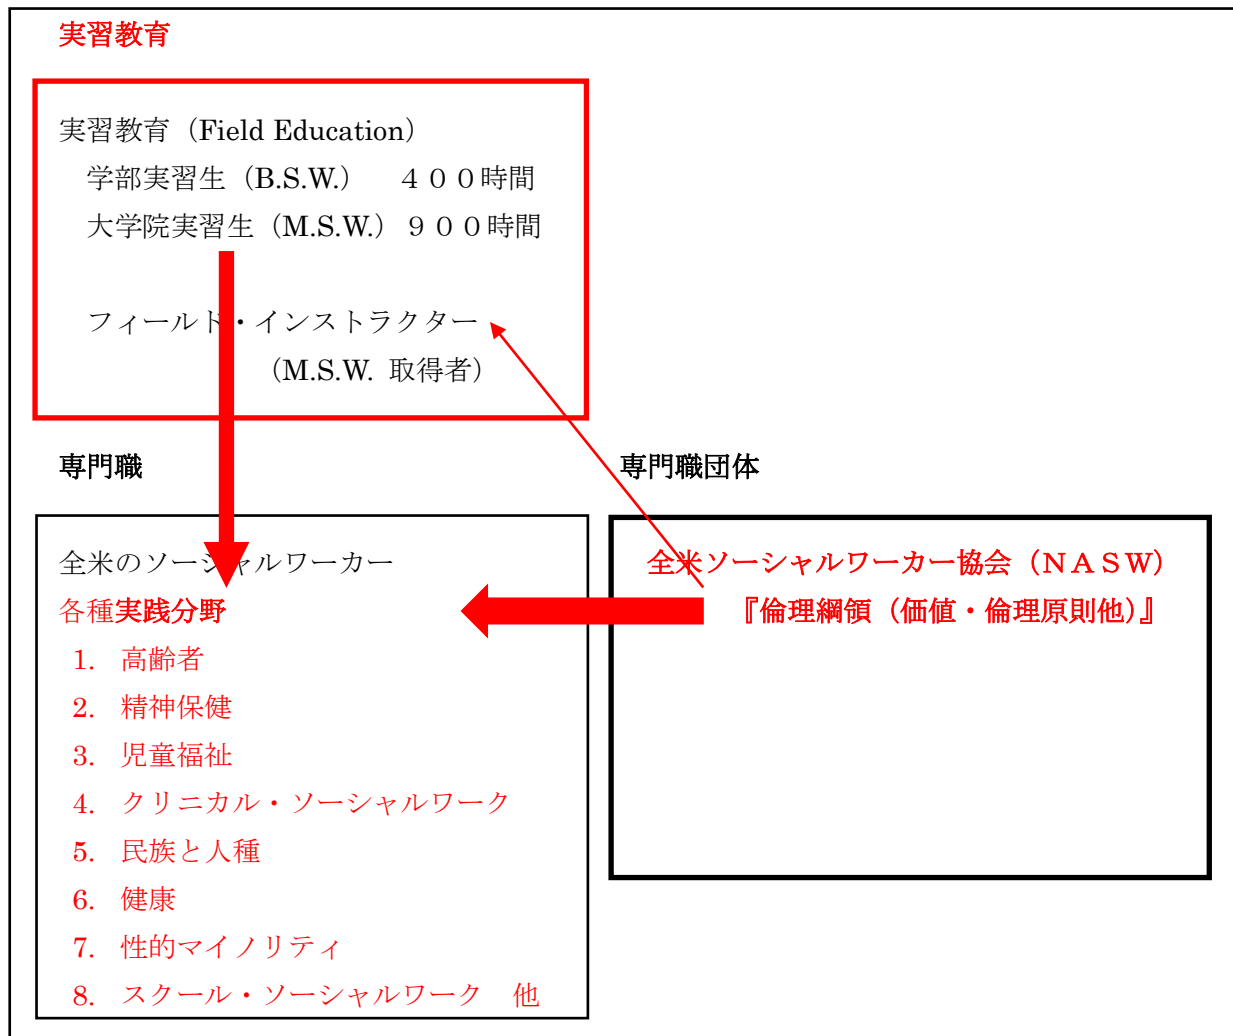 実習教育
実習教育（Field Education）
学部実習生（B.S.W.）　４００時間
大学院実習生（M.S.W.）９００時間
フィールド・インストラクター
（M.S.W. 取得者）
専門職
専門職団体
全米のソーシャルワーカー
各種実践分野
1. 高齢者
2. 精神保健
3. 児童福祉
4. クリニカル・ソーシャルワーク
5. 民族と人種
6. 健康
7. 性的マイノリティ
8. スクール・ソーシャルワーク　他
全米ソーシャルワーカー協会（ＮＡＳＷ）
『倫理綱領（価値・倫理原則他）』